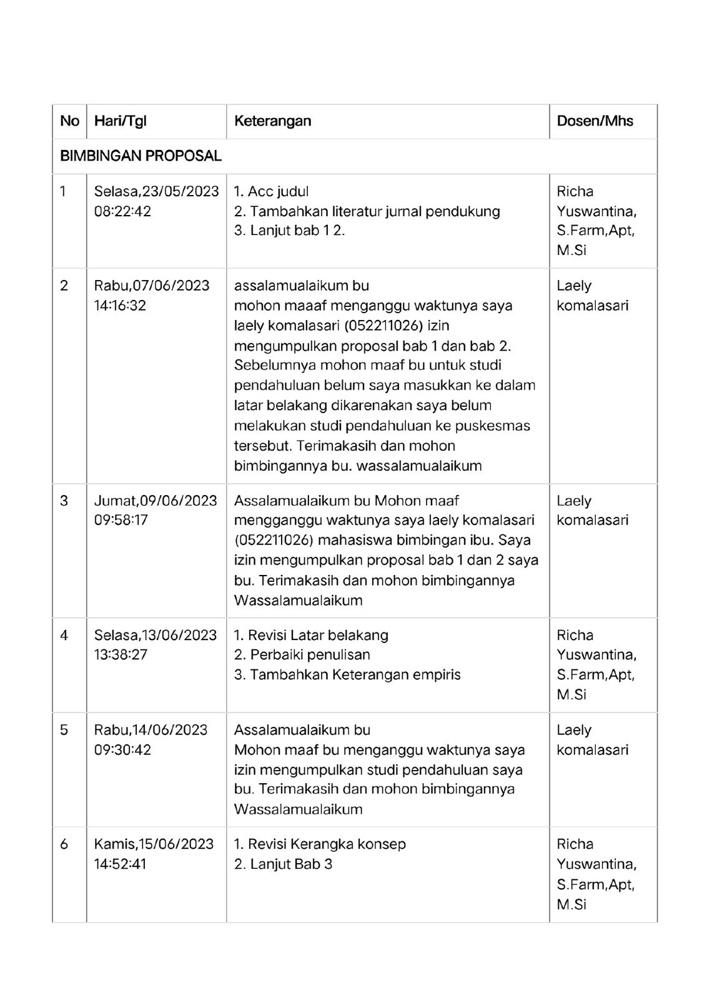 No Hari/Tgl Keterangan Dosen/Mhs
BIMBINGAN PROPOSAL
1 Selasa,23/05/2023 1. Acc judul Richa
08:22:42 2. Tambahkan literatur jurnal pendukung Yuswantina,
3. Lanjut bab 1 2. S.Farm,Apt,
M.Si
2 Rabu,07/06/2023 assalamualaikum bu Laely
14:16:32 mohon maaaf menganggu waktunya saya komalasari
laely komalasari (052211026) izin
mengumpulkan proposal bab 1 dan bab 2.
Sebelumnya mohon maaf bu untuk studi
pendahuluan belum saya masukkan ke dalam
latar belakang dikarenakan saya belum
melakukan studi pendahuluan ke puskesmas
tersebut. Terimakasih dan mohon
bimbingannya bu. wassalamualaikum
3 Jumat,09/06/2023 Assalamualaikum bu Mohon maaf Laely
09:58:17 mengganggu waktunya saya laely komalasari komalasari
(052211026) mahasiswa bimbingan ibu. Saya
izin mengumpulkan proposal bab 1 dan 2 saya
bu. Terimakasih dan mohon bimbingannya
Wassalamualaikum
4 Selasa,13/06/2023 1. Revisi Latar belakang Richa
13:38:27 2. Perbaiki penulisan Yuswantina,
3. Tambahkan Keterangan empiris S.Farm,Apt,
M.Si
5 Rabu,14/06/2023 Assalamualaikum bu Laely
09:30:42 Mohon maaf bu menganggu waktunya saya komalasari
izin mengumpulkan studi pendahuluan saya
bu. Terimakasih dan mohon bimbingannya
Wassalamualaikum
6 Kamis,15/06/2023 1. Revisi Kerangka konsep Richa
14:52:41 2. Lanjut Bab 3 Yuswantina,
S.Farm,Apt,
M.Si